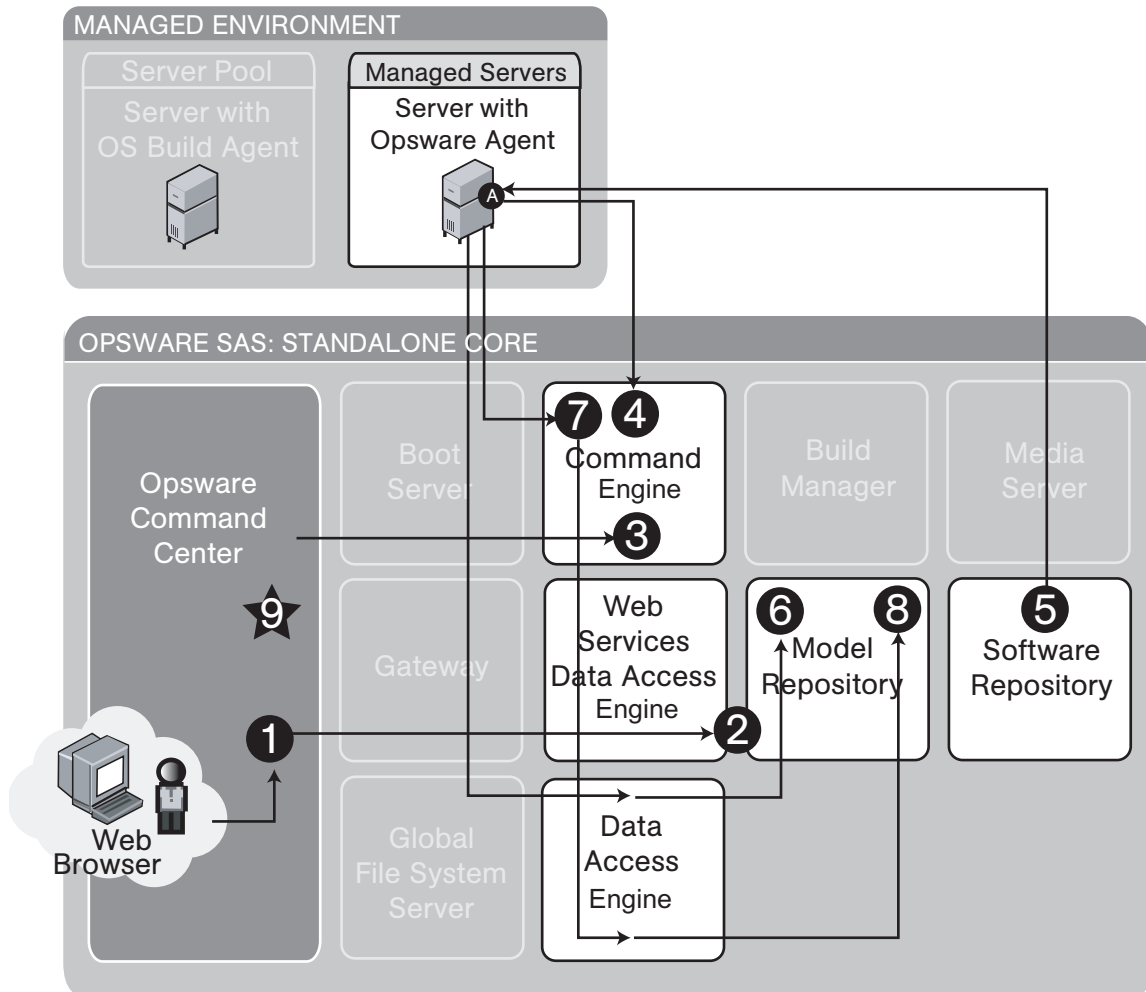 MANAGED ENVIRONMENT
Server Pool
Server with
OS Build Agent
Managed Servers
Server with
Opsware Agent
A
OPSWARE SAS: STANDALONE CORE
Opsware
Command
Center
9
1
Web
Browser
Boot
Server
7
4
Command
Engine
3
Build
Manager
Media
Server
Gateway
Web
Services
Data Access
Engine
2
6
8
Model
Repository
5
Software
Repository
Global
File System
Server
Data
Access
Engine